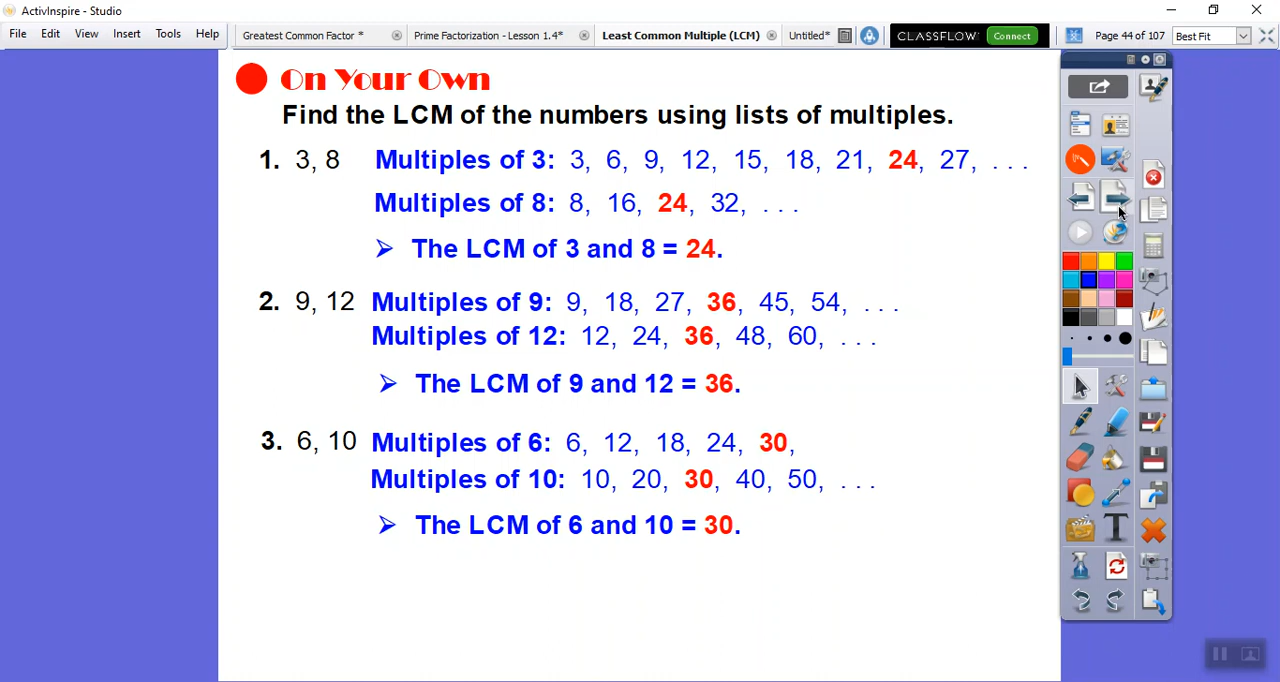 ActivInspire - Studio
File Edit View Insert Tools Help
Greatest Common Factor * Prime Factorization - Lesson 1.4* Least Common Multiple (LCM) Untitled* CLASSFLOW Connect Page 44 of 107 Best Fit
On Your Own
Find the LCM of the numbers using lists of multiples.
1. 3, 8 Multiples of 3: 3, 6, 9, 12, 15, 18, 21, 24, 27, . . .
Multiples of 8: 8, 16, 24, 32, . . .
➢ The LCM of 3 and 8 = 24.
2. 9, 12 Multiples of 9: 9, 18, 27, 36, 45, 54, . . .
Multiples of 12: 12, 24, 36, 48, 60, . . .
➢ The LCM of 9 and 12 = 36.
3. 6, 10 Multiples of 6: 6, 12, 18, 24, 30,
Multiples of 10: 10, 20, 30, 40, 50, . . .
➢ The LCM of 6 and 10 = 30.
T